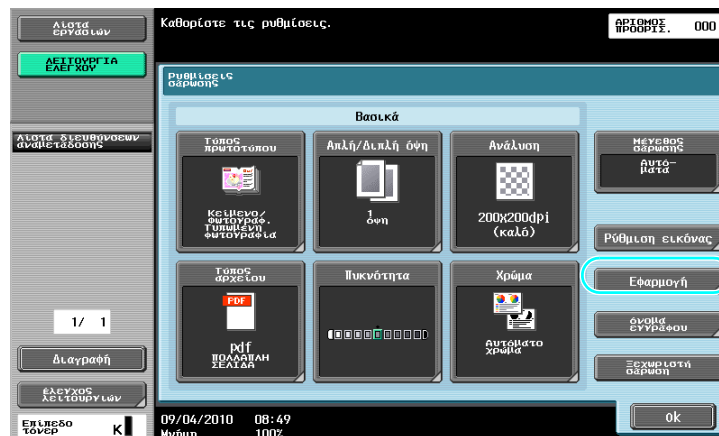 Λίστα
εργασιών
Καθορίστε τις ρυθμίσεις.
ΑΡΙΘΜΟΣ
ΠΡΟΟΡΙΣ.
000
ΛΕΙΤΟΥΡΓΙΑ
ΕΛΕΓΧΟΥ
Ρυθμίσεις
σάρωσης
Βασικά
Λίστα διευθύνσεων
αναμετάδοσης
Τύπος
πρωτοτύπου
Κείμενο/
Φωτογράφ.
Τυπωμένη
φωτογραφία
Απλή/Διπλή όψη
1
όψη
Ανάλυση
200X200dpi
(καλό)
Μέγεθος
σάρωσης
Αυτό-
ματα
Ρύθμιση εικόνας
Τύπος
αρχείου
PDF
pdf
ΠΟΛΛΑΠΛΗ
ΣΕΛΙΔΑ
Πυκνότητα
Χρώμα
Αυτόματο
χρώμα
Εφαρμογή
όνομα
εγγράφου
Ξεχωριστή
σάρωση
1/ 1
Διαγραφή
έλεγχος
λειτουργιών
Επίπεδο
τόνερ
K
09/04/2010 08:49
Μνήμη 100%
ok